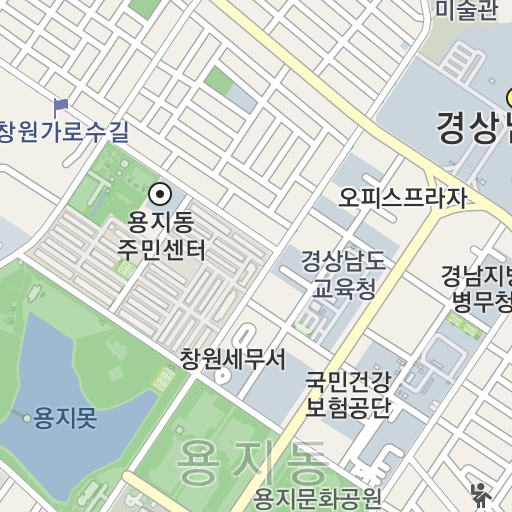 미술관
경상남
창원가로수길
오피스프라자
용지동
주민센터
경상남도
교육청
경남지방
병무청
창원세무서
국민건강
보험공단
용지못
용지동
용지문화공원